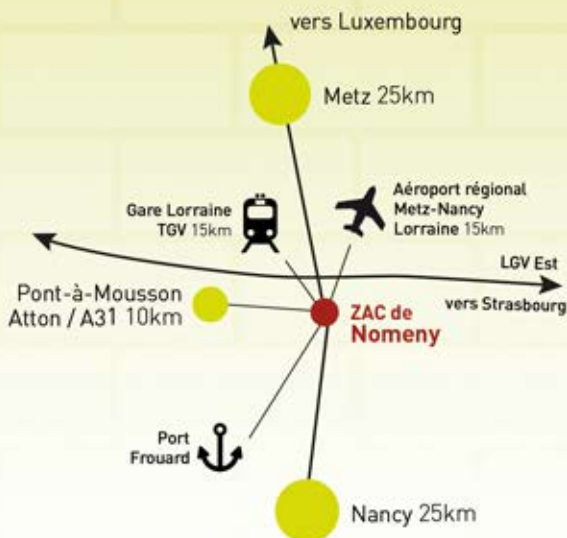 vers Luxembourg
Metz 25km
Gare Lorraine
TGV 15km
Aéroport régional
Metz-Nancy
Lorraine 15km
LGV Est
vers Strasbourg
Pont-à-Mousson
Atton / A31 10km
ZAC de
Nomeny
Port
Frouard
Nancy 25km